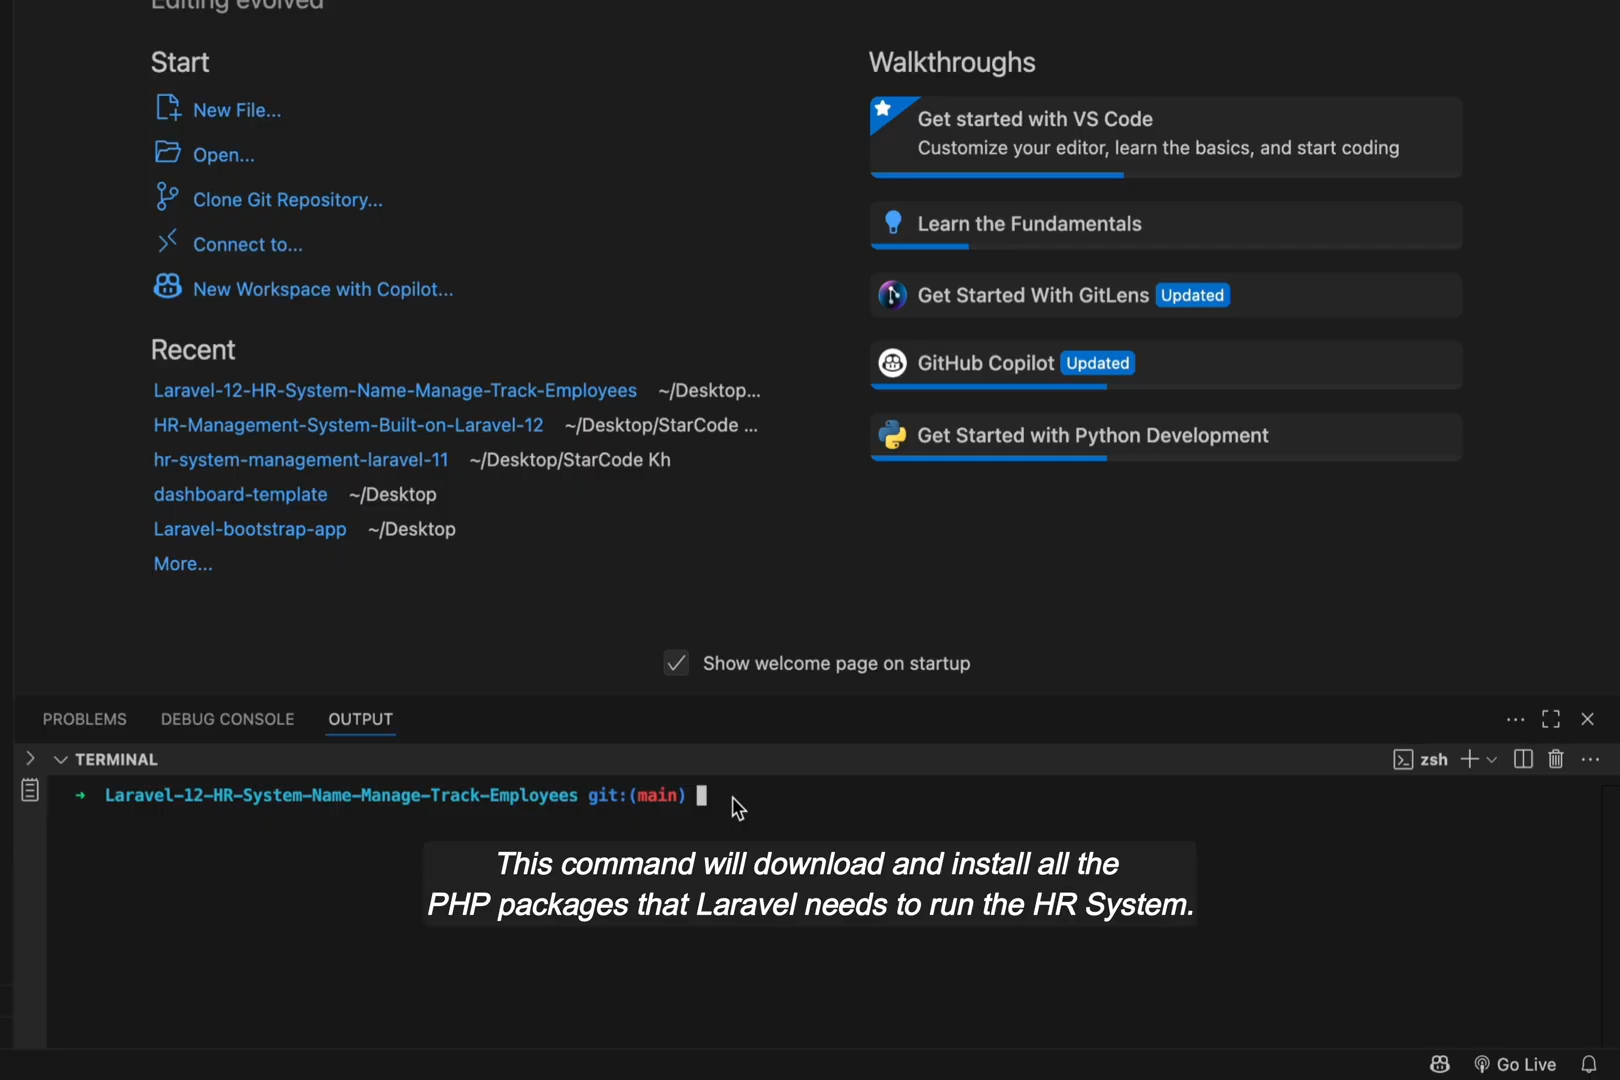 Editing evolved
Start
New File...
Open...
Clone Git Repository...
Connect to...
New Workspace with Copilot...
Recent
Laravel-12-HR-System-Name-Manage-Track-Employees ~/Desktop...
HR-Management-System-Built-on-Laravel-12 ~/Desktop/StarCode ...
hr-system-management-laravel-11 ~/Desktop/StarCode Kh
dashboard-template ~/Desktop
Laravel-bootstrap-app ~/Desktop
More...
Walkthroughs
Get started with VS Code
Customize your editor, learn the basics, and start coding
Learn the Fundamentals
Get Started With GitLens Updated
GitHub Copilot Updated
Get Started with Python Development
Show welcome page on startup
PROBLEMS DEBUG CONSOLE OUTPUT
TERMINAL zsh
Laravel-12-HR-System-Name-Manage-Track-Employees git:(main)
This command will download and install all the
PHP packages that Laravel needs to run the HR System.
Go Live